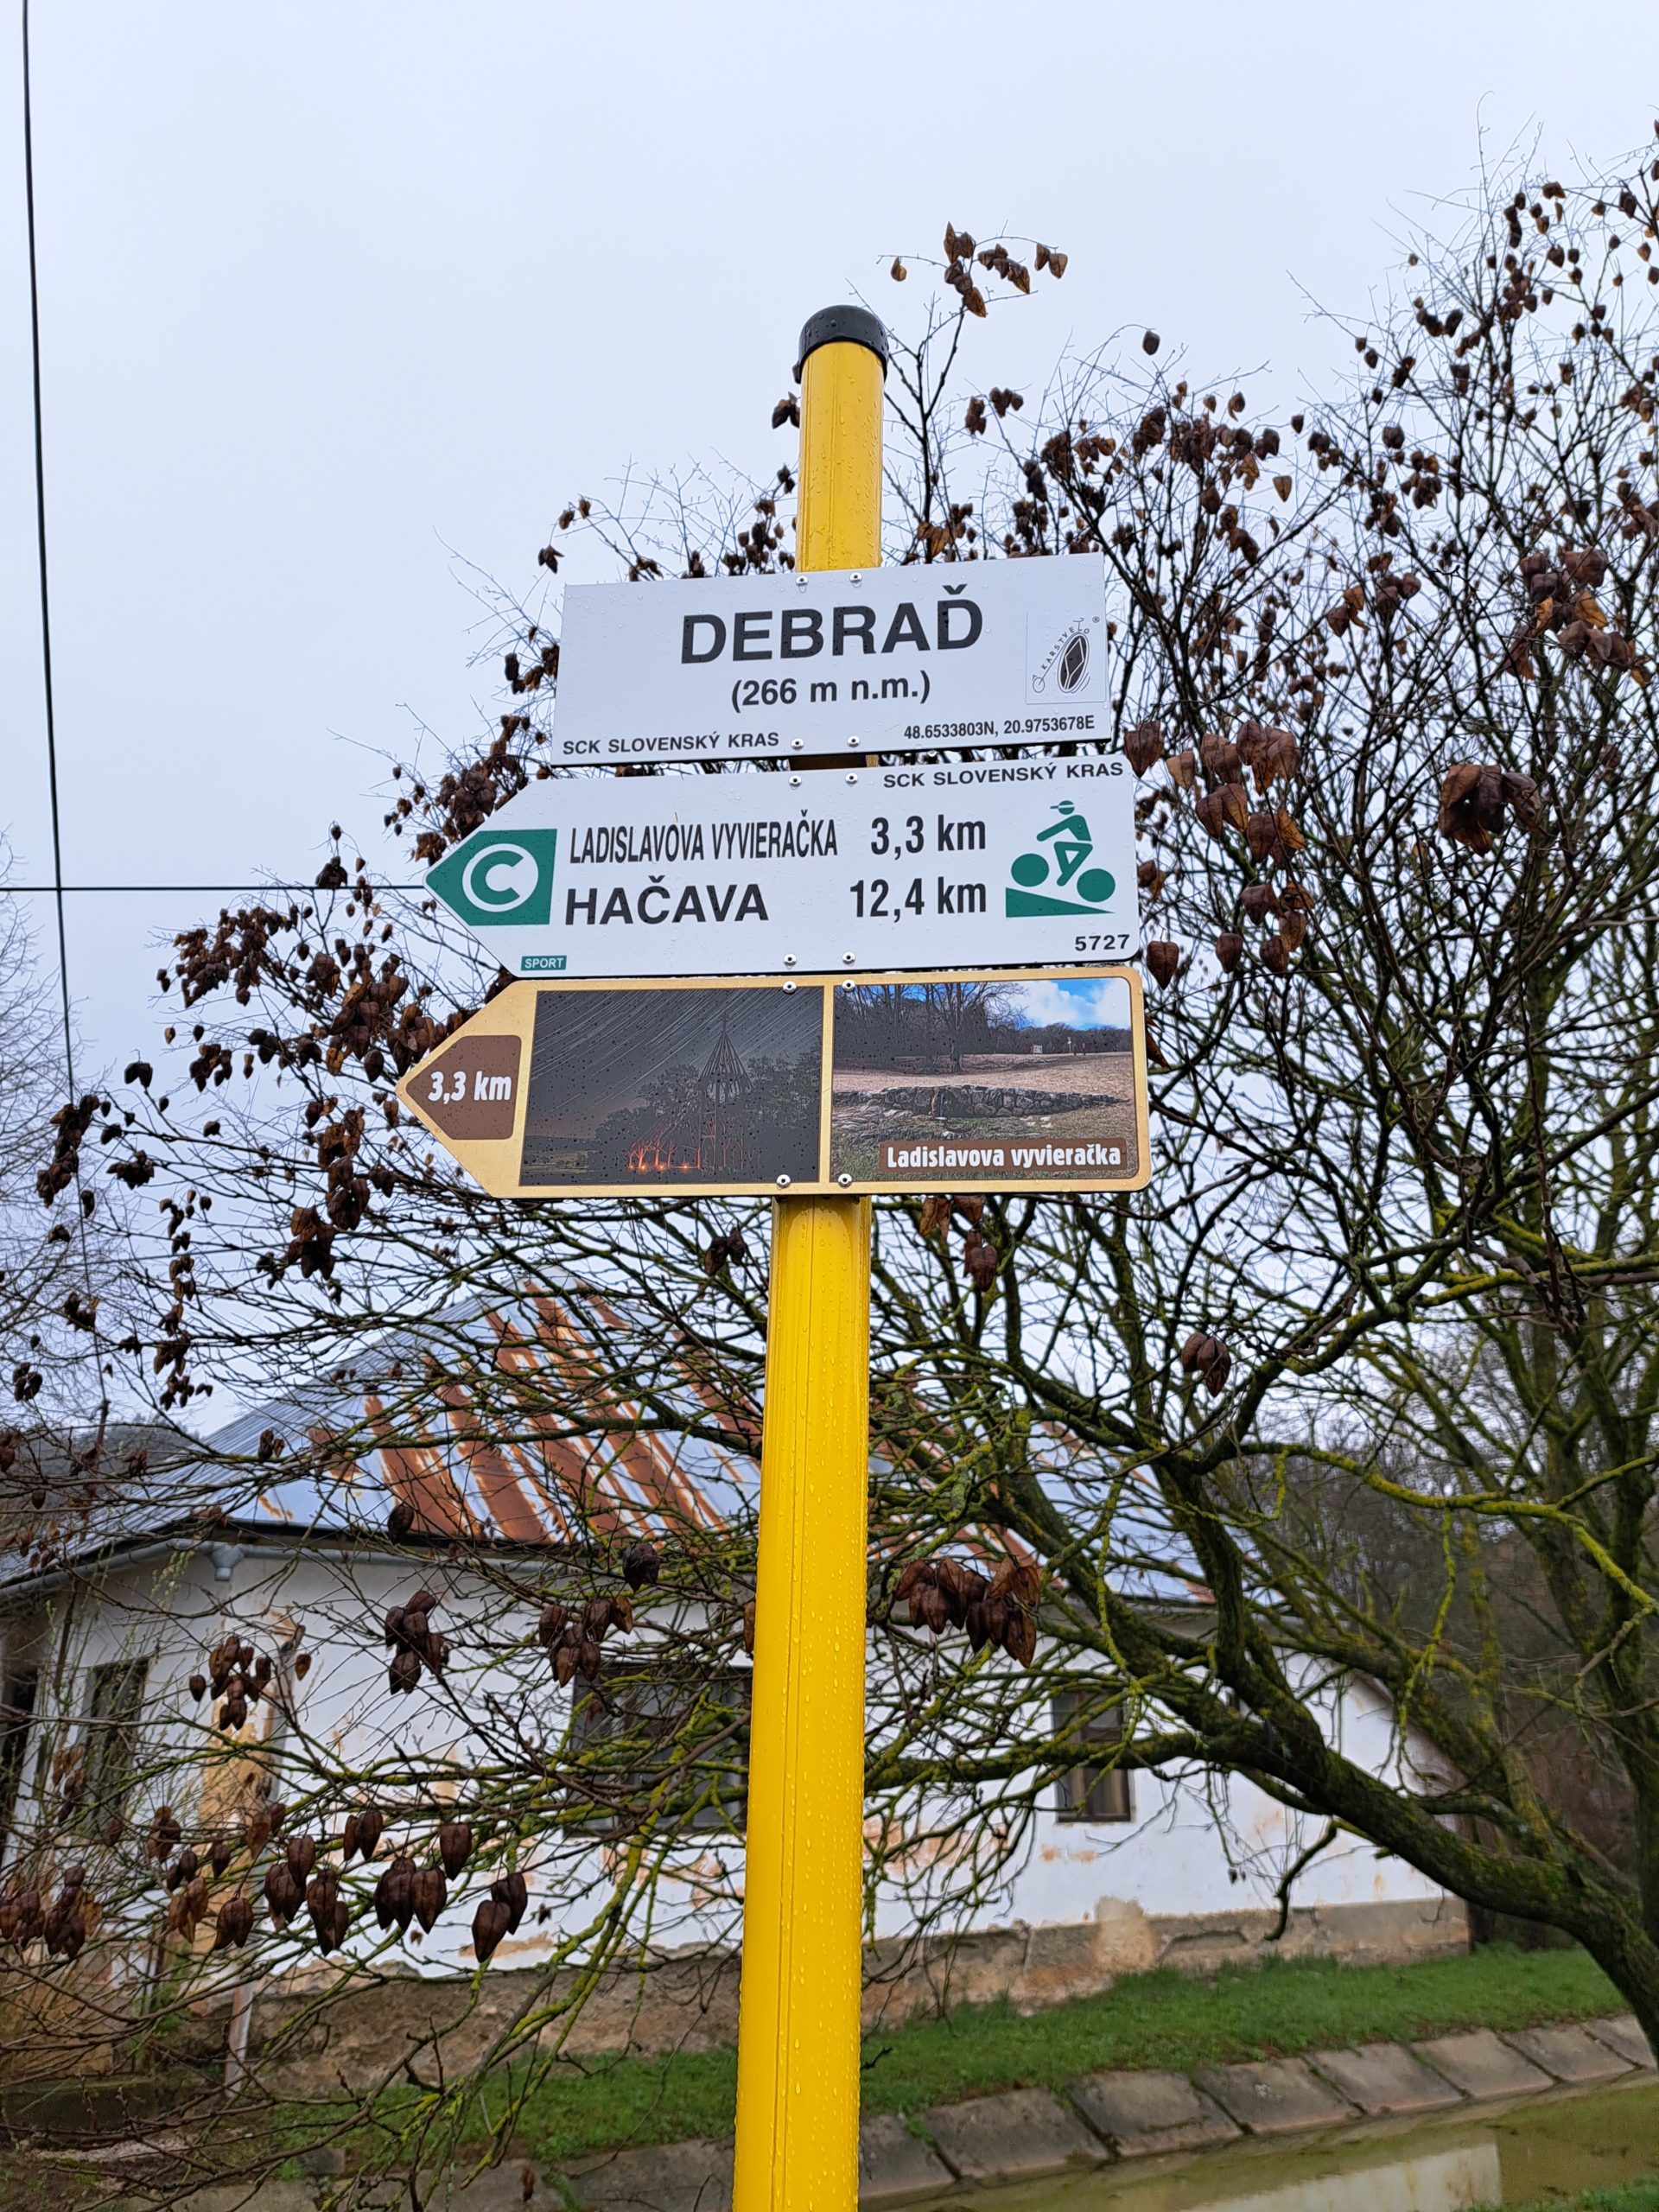 DEBRAĎ
(266 m n.m.)
KARSTVELO ®
SCK SLOVENSKÝ KRAS 48.6533803N, 20.9753678E
SCK SLOVENSKÝ KRAS
C LADISLAVOVA VYVIERAČKA 3,3 km
HAČAVA 12,4 km
SPORT 5727
3,3 km
Ladislavova vyvieračka